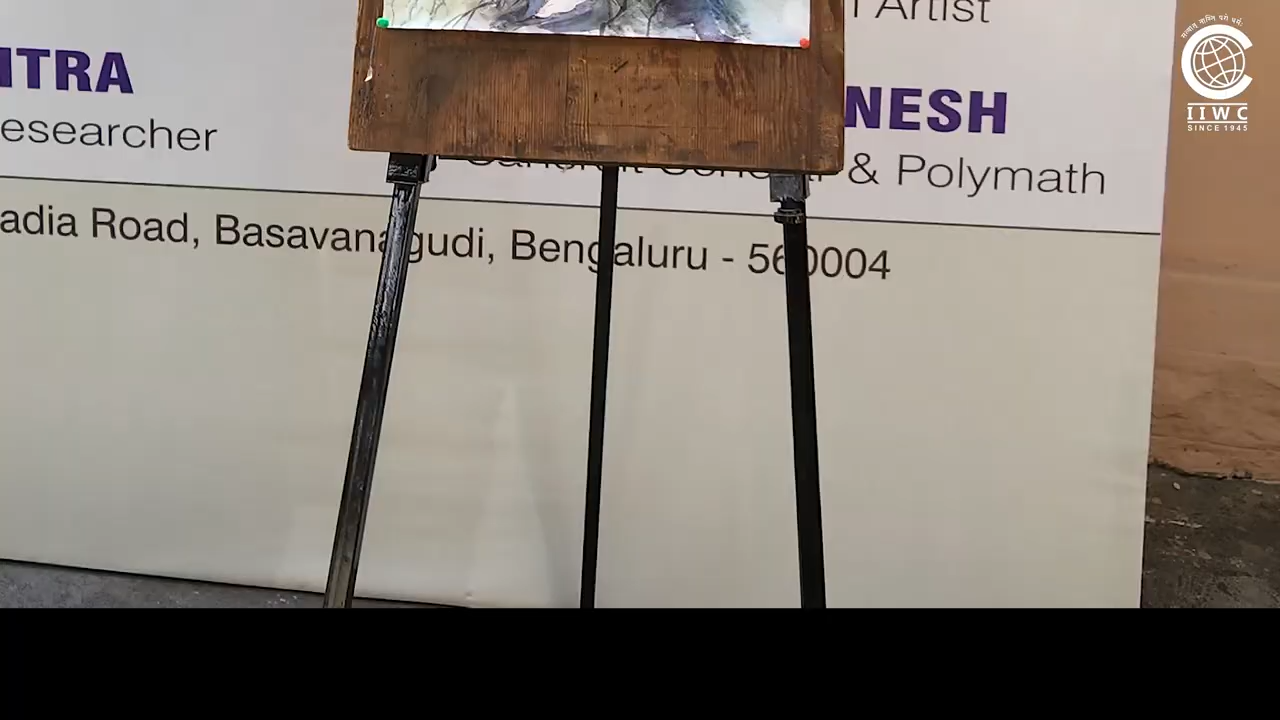 Artist
ITRA
NESH
esearcher
& Polymath
adia Road, Basavanagudi, Bengaluru - 560004
IIWC
SINCE 1945